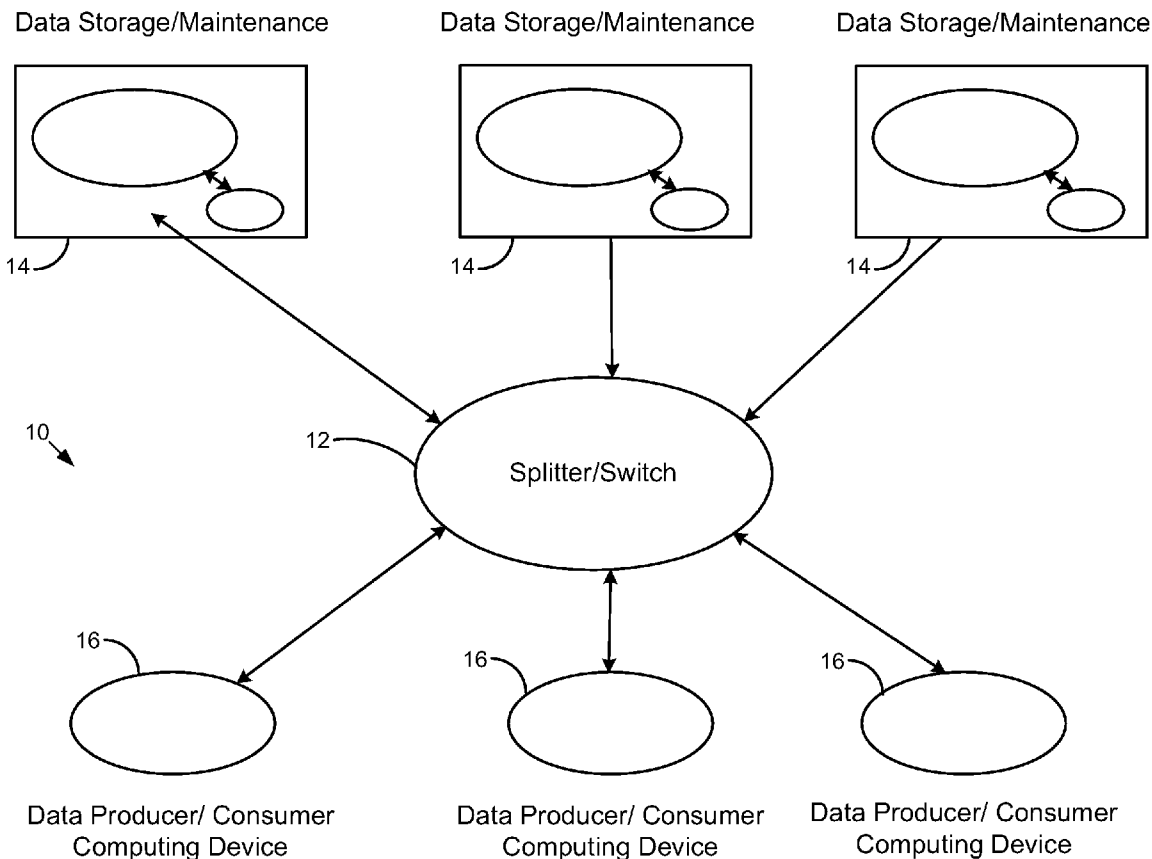 Data Storage/Maintenance
Data Storage/Maintenance
Data Storage/Maintenance
14
14
14
10
12
Splitter/Switch
16
16
16
Data Producer/ Consumer
Computing Device
Data Producer/ Consumer
Computing Device
Data Producer/ Consumer
Computing Device